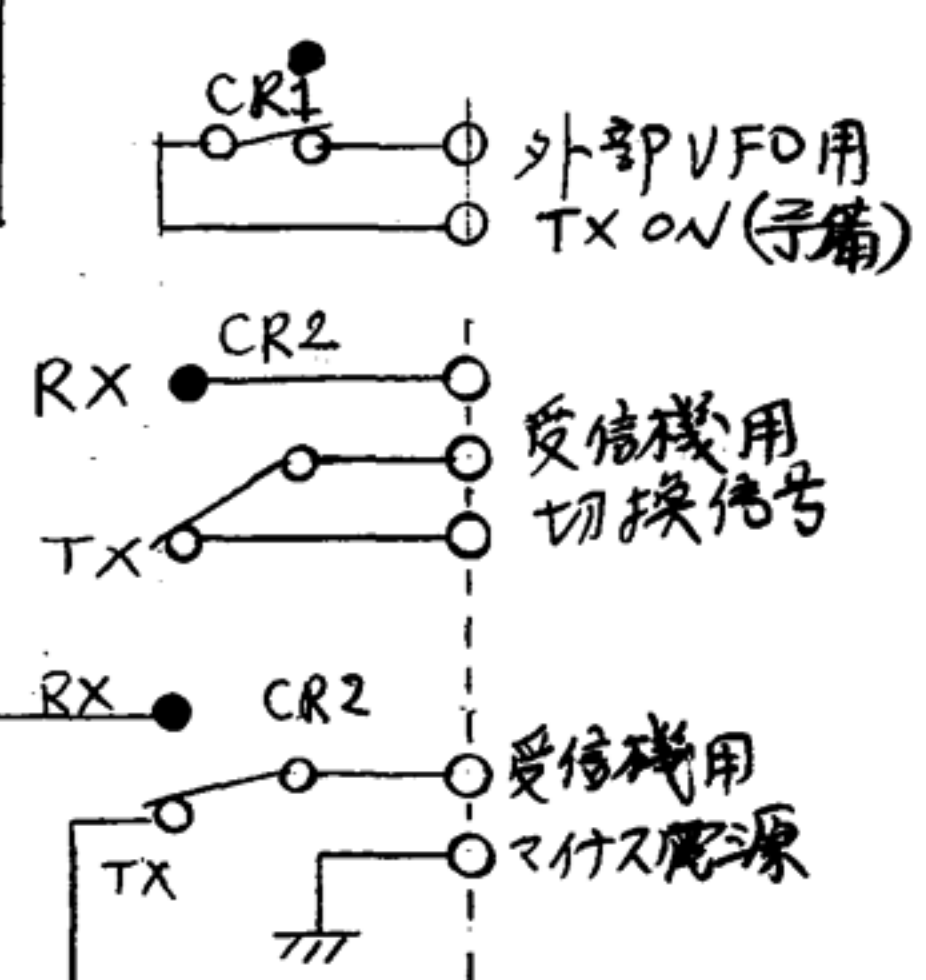 CR1
外部VFO用
TX ON(予備)
CR2
RX
受信機用
切換信号
TX
RX
CR2
受信機用
TX
マイナス電源